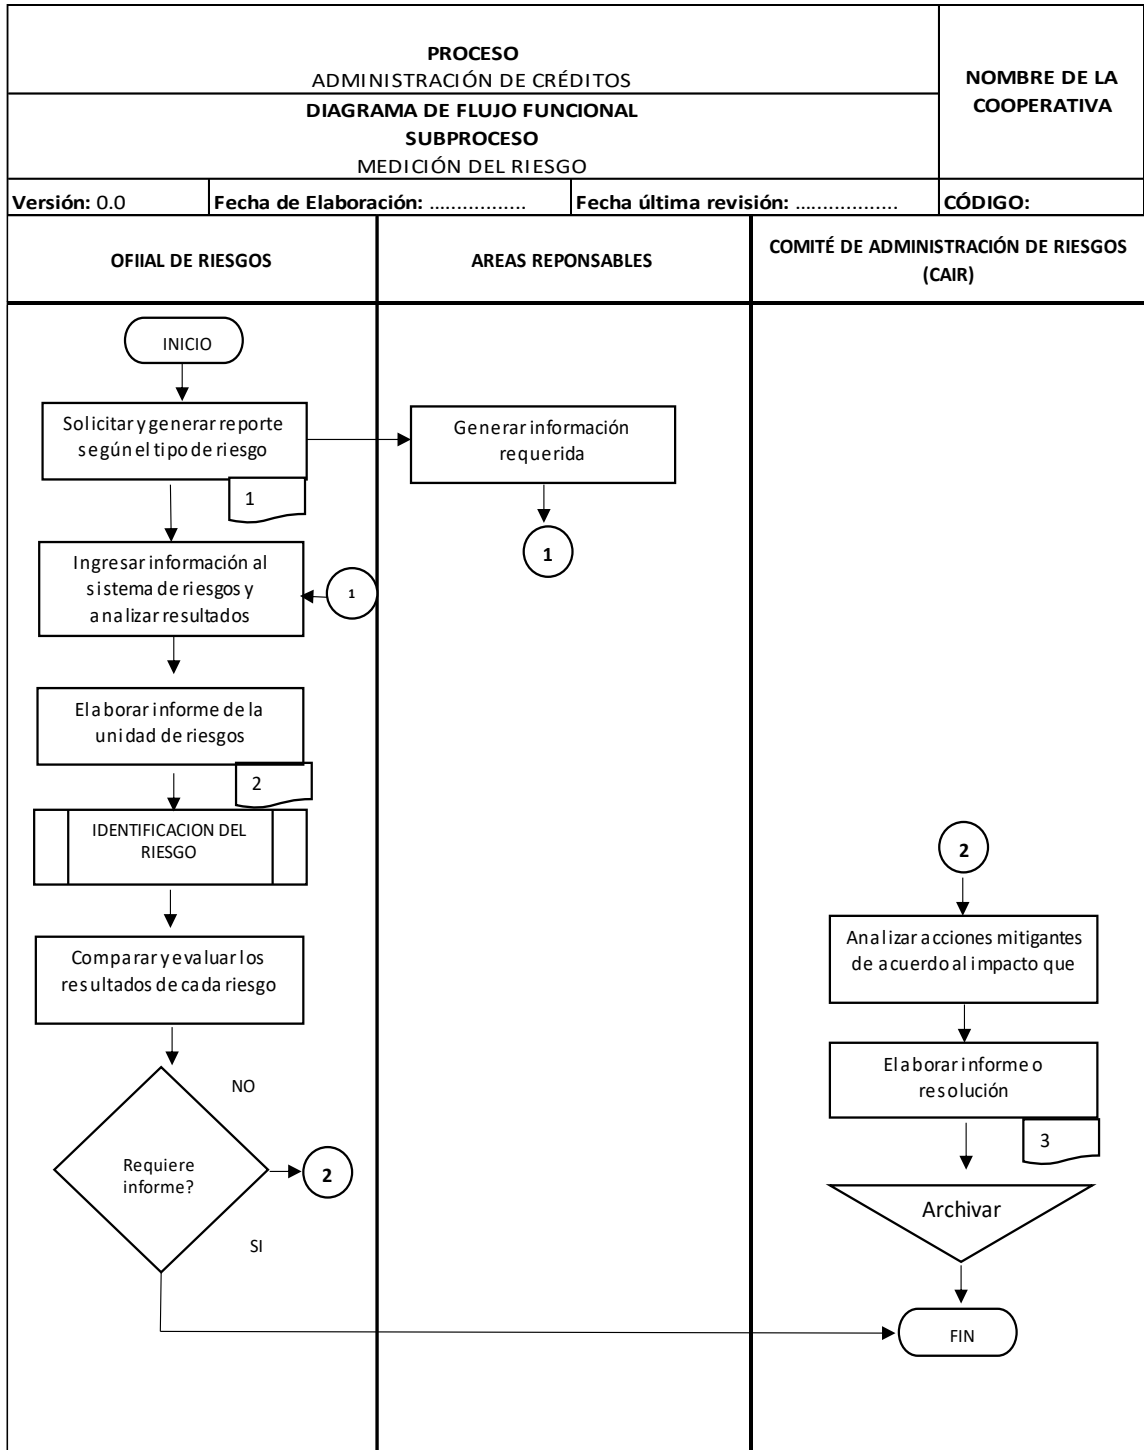 PROCESO
ADMINISTRACIÓN DE CRÉDITOS
NOMBRE DE LA
COOPERATIVA
DIAGRAMA DE FLUJO FUNCIONAL
SUBPROCESO
MEDICIÓN DEL RIESGO
Versión: 0.0
Fecha de Elaboración: ..................
Fecha última revisión: ...................
CÓDIGO:
OFIIAL DE RIESGOS
AREAS REPONSABLES
COMITÉ DE ADMINISTRACIÓN DE RIESGOS
(CAIR)
INICIO
Solicitar y generar reporte
según el tipo de riesgo
1
Generar información
requerida
1
Ingresar información al
sistema de riesgos y
analizar resultados
1
Elaborar informe de la
unidad de riesgos
2
IDENTIFICACION DEL
RIESGO
Comparar y evaluar los
resultados de cada riesgo
NO
Requiere
informe?
2
SI
2
Analizar acciones mitigantes
de acuerdo al impacto que
Elaborar informe o
resolución
3
Archivar
FIN